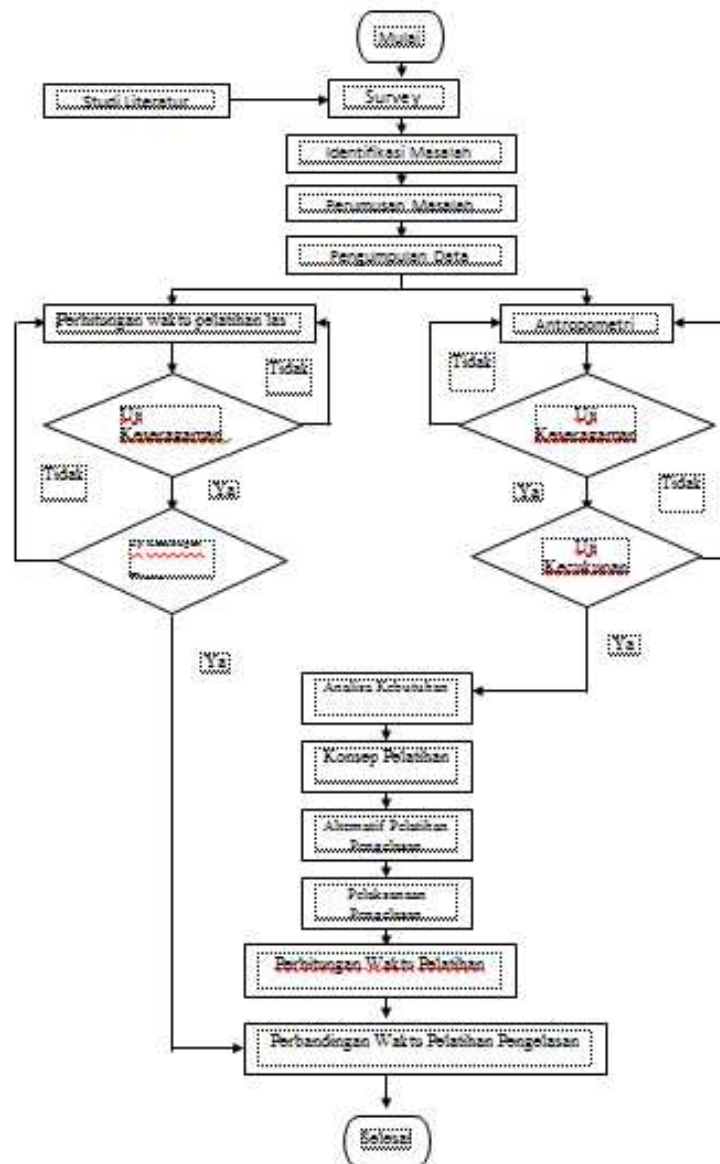 Mulai
Studi Literatur
Survey
Identifikasi Masalah
Perumusan Masalah
Pengumpulan Data
Perhitungan waktu pelatihan las
Antropometri
Tidak
Tidak
Uji
Keseragaman
Uji
Keseragaman
Tidak
Ya
Ya
Tidak
Uji
Kecukupan
Ya
Ya
Analisa Kebutuhan
Konsep Pelatihan
Alternatif Pelatihan
Pengelasan
Pelaksanaan
Pengelasan
Perhitungan Waktu Pelatihan
Perbandingan Waktu Pelatihan Pengelasan
Selesai